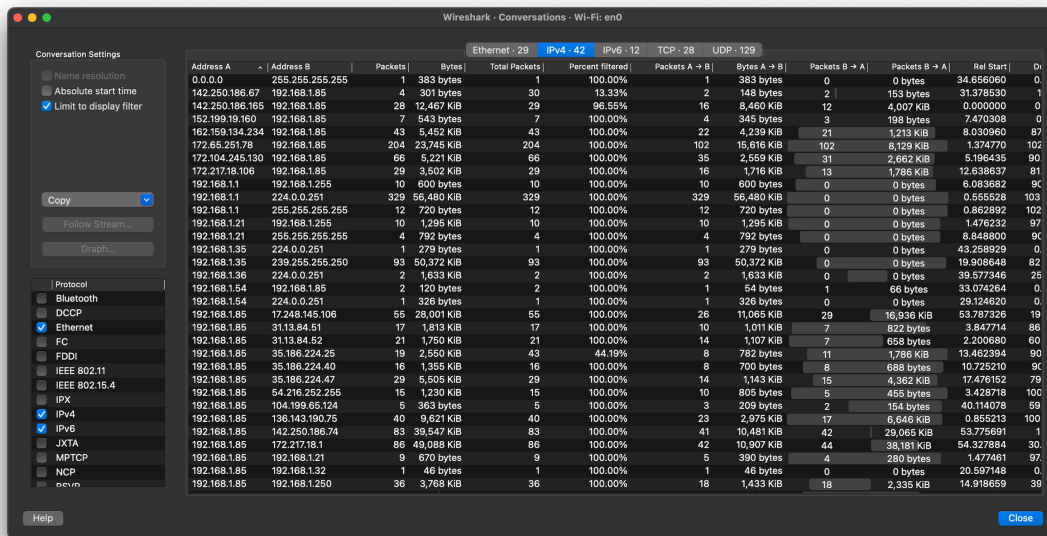 Wireshark · Conversations · Wi-Fi: en0
Conversation Settings
Name resolution
Absolute start time
Limit to display filter
Copy
Follow Stream...
Graph...
Protocol
Bluetooth
DCCP
Ethernet
FC
FDDI
IEEE 802.11
IEEE 802.15.4
IPX
IPv4
IPv6
JXTA
MPTCP
NCP
RSVP
Help
Ethernet · 29 IPv4 · 42 IPv6 · 12 TCP · 28 UDP · 129
Address A Address B Packets Bytes Total Packets Percent filtered Packets A → B Bytes A → B Packets B → A Packets B → A Rel Start
0.0.0.0 255.255.255.255 1 383 bytes 1 100.00% 1 383 bytes 0 0 bytes 34.656060 0.
142.250.186.67 192.168.1.85 4 301 bytes 30 13.33% 2 148 bytes 2 153 bytes 31.378530 1
142.250.186.165 192.168.1.85 28 12,467 KiB 29 96.55% 16 8,460 KiB 12 4,007 KiB 0.000000 0
152.199.19.160 192.168.1.85 7 543 bytes 7 100.00% 4 345 bytes 3 198 bytes 7.470308 0
162.159.134.234 192.168.1.85 43 5,452 KiB 43 100.00% 22 4,239 KiB 21 1,213 KiB 8.030960 87
172.65.251.78 192.168.1.85 204 23,745 KiB 204 100.00% 102 15,616 KiB 102 8,129 KiB 1.374770 102
172.104.245.130 192.168.1.85 66 5,221 KiB 66 100.00% 35 2,559 KiB 31 2,662 KiB 5.196435 90.
172.217.18.106 192.168.1.85 29 3,502 KiB 29 100.00% 16 1,716 KiB 13 1,786 KiB 12.638637 81.
192.168.1.1 192.168.1.255 10 600 bytes 10 100.00% 10 600 bytes 0 0 bytes 6.083682 90
192.168.1.1 224.0.0.251 329 56,480 KiB 329 100.00% 329 56,480 KiB 0 0 bytes 0.555528 103
192.168.1.1 255.255.255.255 12 720 bytes 12 100.00% 12 720 bytes 0 0 bytes 0.862892 102
192.168.1.21 192.168.1.255 10 1,295 KiB 10 100.00% 10 1,295 KiB 0 0 bytes 1.476232 97.
192.168.1.21 255.255.255.255 4 792 bytes 4 100.00% 4 792 bytes 0 0 bytes 8.848800 90
192.168.1.35 224.0.0.251 1 279 bytes 1 100.00% 1 279 bytes 0 0 bytes 43.258929 0.
192.168.1.35 239.255.255.250 93 50,372 KiB 93 100.00% 93 50,372 KiB 0 0 bytes 19.908648 82
192.168.1.36 224.0.0.251 2 1,633 KiB 2 100.00% 2 1,633 KiB 0 0 bytes 39.577346 25
192.168.1.54 192.168.1.85 2 120 bytes 2 100.00% 1 54 bytes 1 66 bytes 33.074264 0.
192.168.1.54 224.0.0.251 1 326 bytes 1 100.00% 1 326 bytes 0 0 bytes 29.124620 0.
192.168.1.85 17.248.145.106 55 28,001 KiB 55 100.00% 26 11,065 KiB 29 16,936 KiB 53.787326 19
192.168.1.85 31.13.84.51 17 1,813 KiB 17 100.00% 10 1,011 KiB 7 822 bytes 3.847714 86
192.168.1.85 31.13.84.52 21 1,750 KiB 21 100.00% 14 1,107 KiB 7 658 bytes 2.200680 60
192.168.1.85 35.186.224.25 19 2,550 KiB 43 44.19% 8 782 bytes 11 1,786 KiB 13.462394 90
192.168.1.85 35.186.224.40 16 1,355 KiB 16 100.00% 8 700 bytes 8 688 bytes 10.725210 90
192.168.1.85 35.186.224.47 29 5,505 KiB 29 100.00% 14 1,143 KiB 15 4,362 KiB 17.476152 79
192.168.1.85 54.216.252.255 15 1,230 KiB 15 100.00% 10 805 bytes 5 455 bytes 3.428718 100
192.168.1.85 104.199.65.124 5 363 bytes 5 100.00% 3 209 bytes 2 154 bytes 40.114078 59
192.168.1.85 136.143.190.75 40 9,621 KiB 40 100.00% 23 2,975 KiB 17 6,646 KiB 0.855213 100
192.168.1.85 142.250.186.74 83 39,547 KiB 83 100.00% 41 10,481 KiB 42 29,065 KiB 53.775691 1
192.168.1.85 172.217.18.1 86 49,088 KiB 86 100.00% 42 10,907 KiB 44 38,181 KiB 54.327884 30.
192.168.1.85 192.168.1.21 9 670 bytes 9 100.00% 5 390 bytes 4 280 bytes 1.477461 97.
192.168.1.85 192.168.1.32 1 46 bytes 1 100.00% 1 46 bytes 0 0 bytes 20.597148 0.
192.168.1.85 192.168.1.250 36 3,768 KiB 36 100.00% 18 1,433 KiB 18 2,335 KiB 14.918659 39
Close